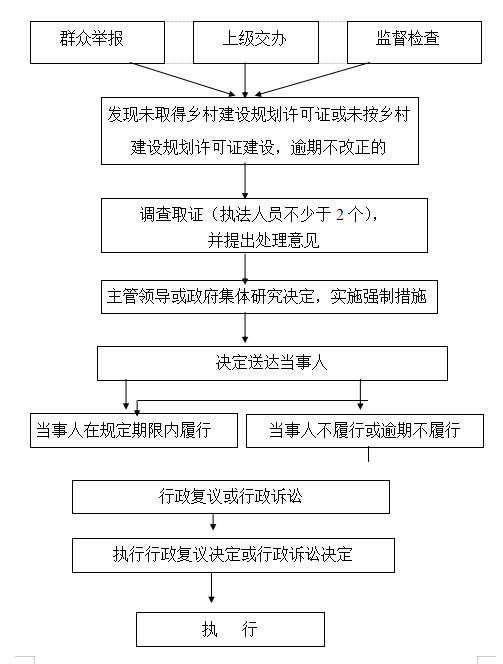 群众举报
上级交办
监督检查
发现未取得乡村建设规划许可证或未按乡村
建设规划许可证建设，逾期不改正的
调查取证（执法人员不少于 2 个），
并提出处理意见
主管领导或政府集体研究决定，实施强制措施
决定送达当事人
当事人在规定期限内履行
当事人不履行或逾期不履行
行政复议或行政诉讼
执行行政复议决定或行政诉讼决定
执 行